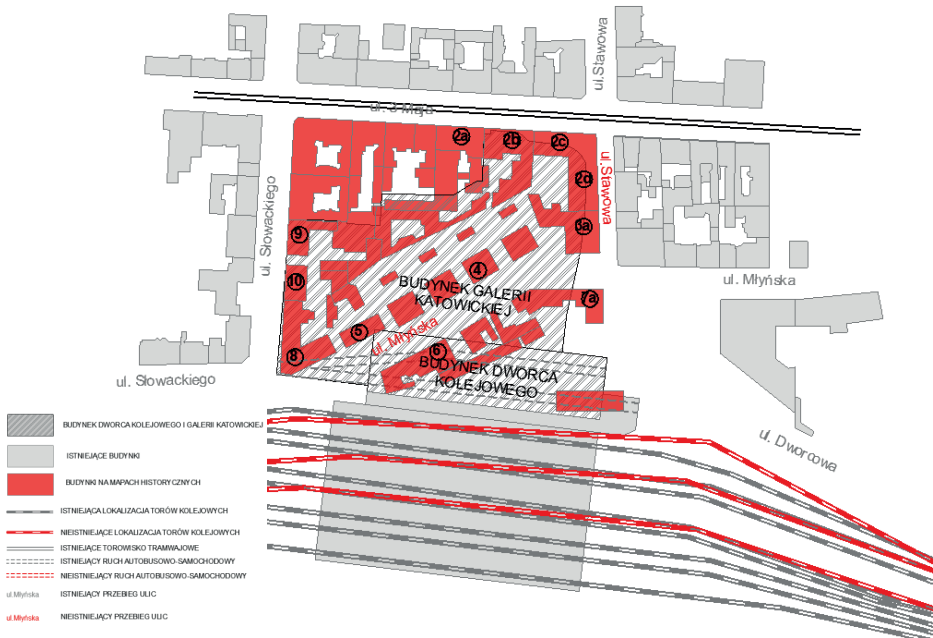 ul.Stawowa
ul. 3 Maja
2a
2b
2c
2d
ul.Stawowa
3a
ul. Słowackiego
9
10
4
ul. Młyńska
BUDYNEK GALERII
KATOWICKIEJ
7a
5
ul. Młyńska
8
6
BUDYNEK DWORCA
KOLEJOWEGO
ul. Słowackiego
ul. Dworcowa
BUDYNEK DWORCA KOLEJOWEGO I GALERII KATOWICKIEJ
ISTNIEJĄCE BUDYNKI
BUDYNKI NA MAPACH HISTORYCZNYCH
ISTNIEJĄCA LOKALIZACJA TORÓW KOLEJOWYCH
NIEISTNIEJĄCE LOKALIZACJA TORÓW KOLEJOWYCH
ISTNIEJĄCE TOROWISKO TRAMWAJOWE
ISTNIEJĄCY RUCH AUTOBUSOWO-SAMOCHODOWY
NIEISTNIEJĄCY RUCH AUTOBUSOWO-SAMOCHODOWY
ul.Młyńska ISTNIEJĄCY PRZEBIEG ULIC
ul.Młyńska NIEISTNIEJĄCY PRZEBIEG ULIC